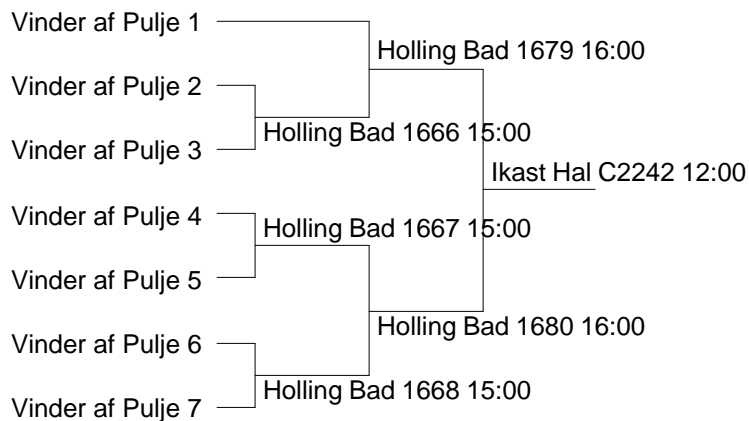 Vinder af Pulje 1
Holling Bad 1679 16:00
Vinder af Pulje 2
Holling Bad 1666 15:00
Vinder af Pulje 3
Ikast Hal C2242 12:00
Vinder af Pulje 4
Holling Bad 1667 15:00
Vinder af Pulje 5
Holling Bad 1680 16:00
Vinder af Pulje 6
Holling Bad 1668 15:00
Vinder af Pulje 7